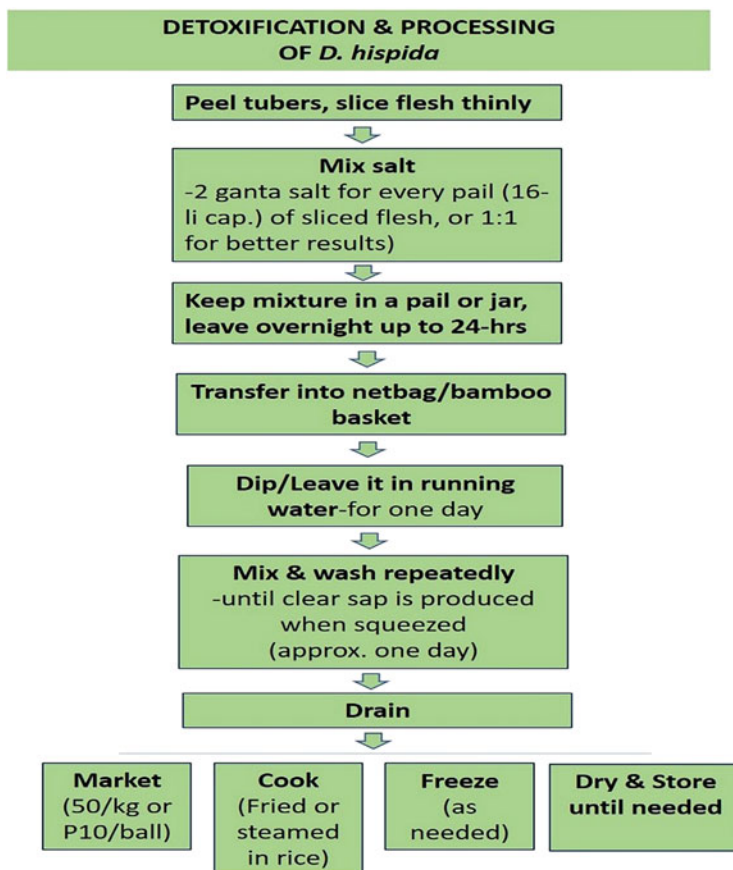 DETOXIFICATION & PROCESSING
OF D. hispida
Peel tubers, slice flesh thinly
Mix salt
-2 ganta salt for every pail (16-
li cap.) of sliced flesh, or 1:1
for better results)
Keep mixture in a pail or jar,
leave overnight up to 24-hrs
Transfer into netbag/bamboo
basket
Dip/Leave it in running
water-for one day
Mix & wash repeatedly
-until clear sap is produced
when squeezed
(approx. one day)
Drain
Market
(50/kg or
P10/ball)
Cook
(Fried or
steamed
in rice)
Freeze
(as
needed)
Dry & Store
until needed